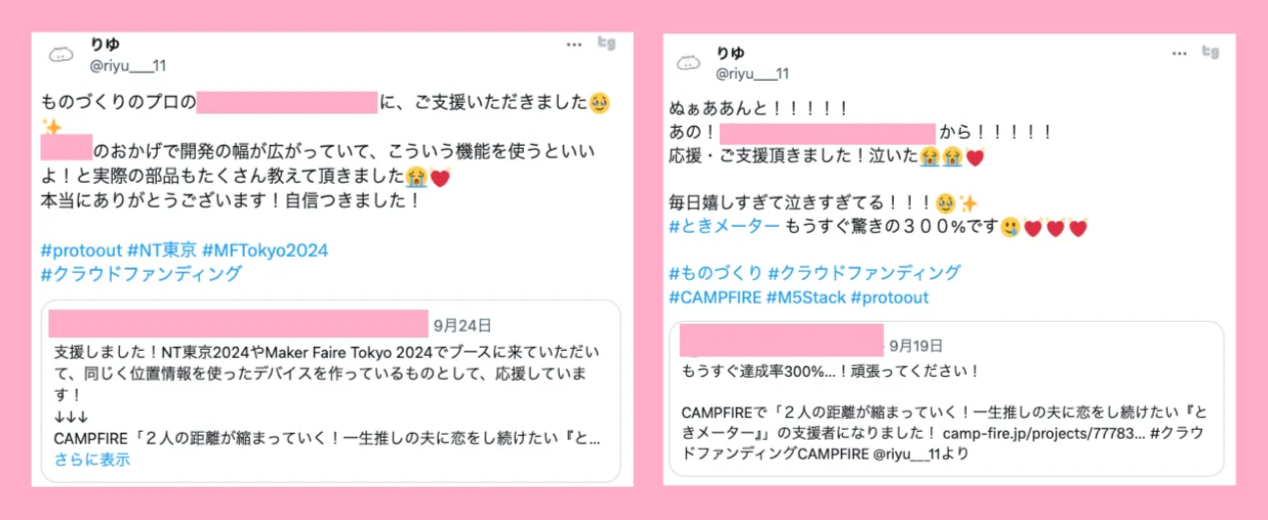 りゆ
@riyu___11
ものづくりのプロの
に、ご支援いただきました🥹
✨
のおかげで開発の幅が広がっていて、こういう機能を使うといい
よ！と実際の部品もたくさん教えて頂きました😭💓
本当にありがとうございます！自信つきました！
#protoout #NT東京 #MFTokyo2024
#クラウドファンディング
9月24日
支援しました！NT東京2024やMaker Faire Tokyo 2024でブースに来ていただい
て、同じく位置情報を使ったデバイスを作っているものとして、応援していま
す！
↓↓↓
CAMPFIRE「２人の距離が縮まっていく！一生推しの夫に恋をし続けたい『と...
さらに表示
りゆ
@riyu___11
ぬぁああんと！！！！！
あの！
から！！！！！
応援・ご支援頂きました！泣いた😭😭💓
毎日嬉しすぎて泣きすぎてる！！！🥹✨
#ときメーター もうすぐ驚きの３００%です🥲💓💓💓
#ものづくり #クラウドファンディング
#CAMPFIRE #M5Stack #protoout
9月19日
もうすぐ達成率300%...！頑張ってください！
CAMPFIREで「２人の距離が縮まっていく！一生推しの夫に恋をし続けたい『と
きメーター』」の支援者になりました！ camp-fire.jp/projects/77783... #クラウ
ドファンディングCAMPFIRE @riyu___11より